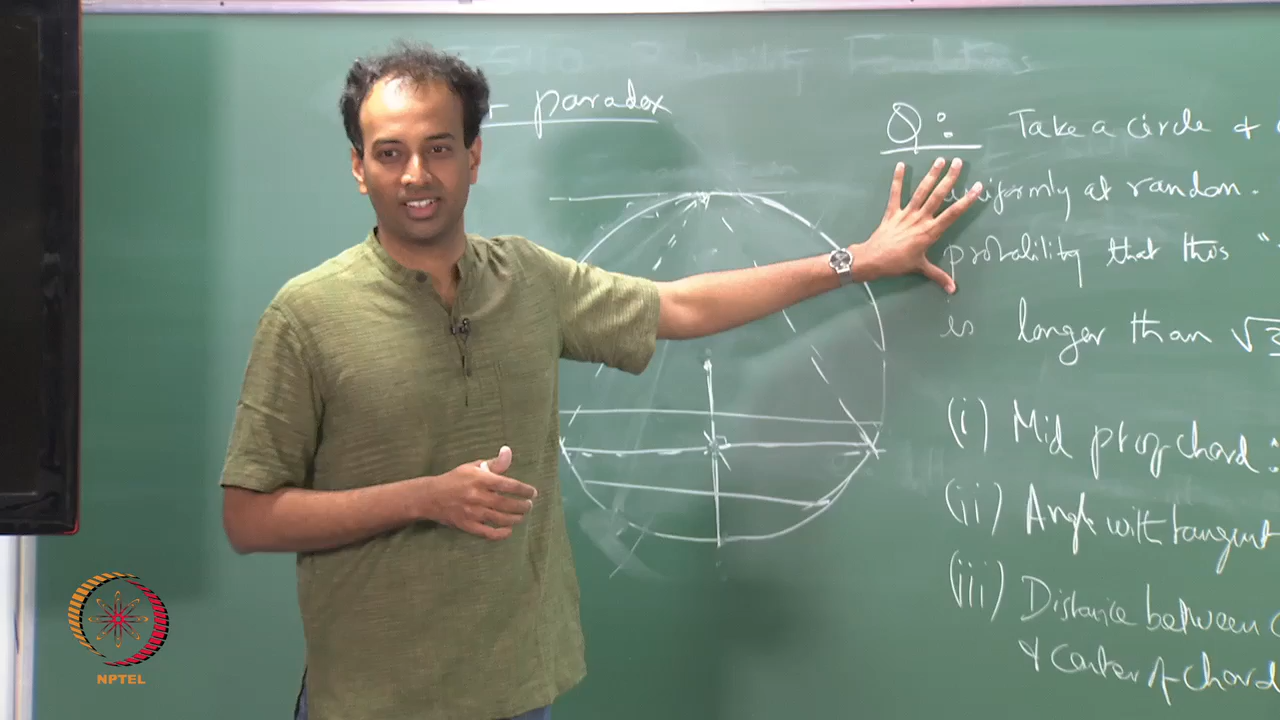 paradox
Q: Take a circle &
uniformly at random.
probability that this "
is longer than √3
(i) Mid pt of chord :
(ii) Angle with tangent
(iii) Distance between
& center of chord
NPTEL